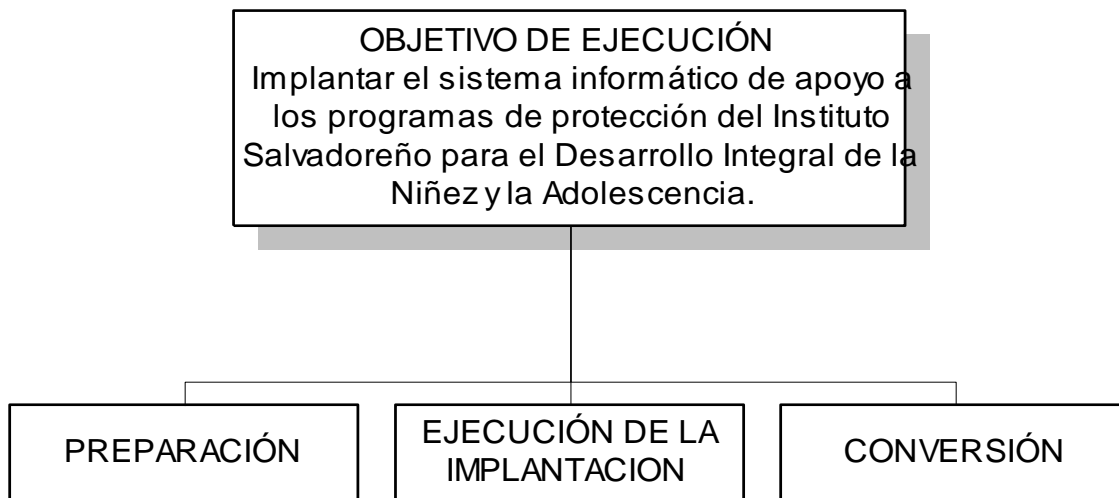 OBJETIVO DE EJECUCIÓN
Implantar el sistema informático de apoyo a
los programas de protección del Instituto
Salvadoreño para el Desarrollo Integral de la
Niñez y la Adolescencia.
PREPARACIÓN
EJECUCIÓN DE LA
IMPLANTACION
CONVERSIÓN